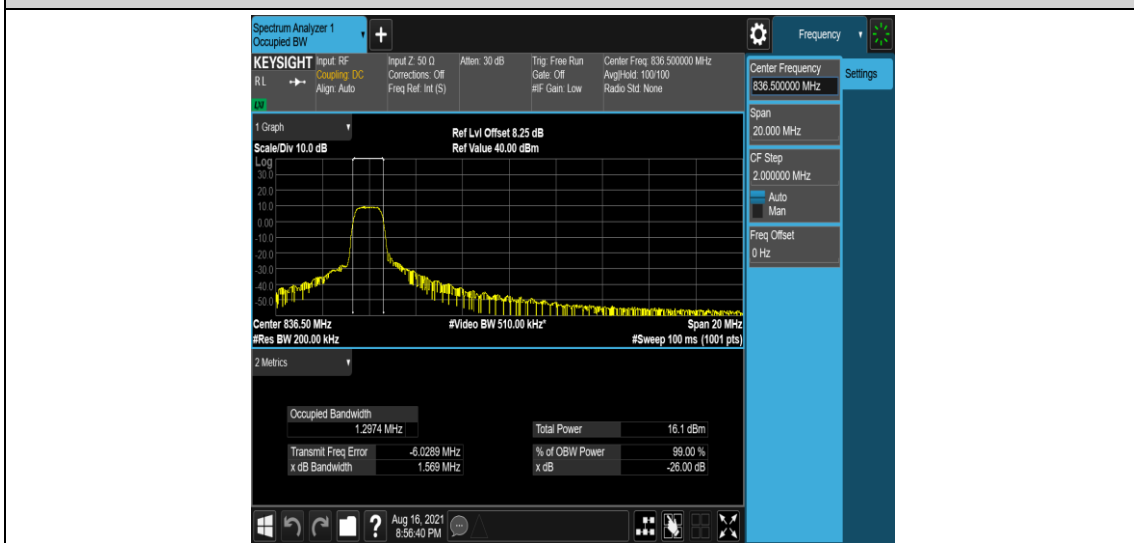 Spectrum Analyzer 1
Occupied BW
+
Frequency
KEYSIGHT Input: RF
RL Coupling: DC
Align: Auto
Input Z: 50 Ω
Corrections: Off
Freq Ref: Int (S)
Atten: 30 dB
Trig: Free Run
Gate: Off
#IF Gain: Low
Center Freq: 836.500000 MHz
Avg|Hold: 100/100
Radio Std: None
LXI
Center Frequency
836.500000 MHz
Settings
Span
20.000 MHz
CF Step
2.000000 MHz
Auto
Man
Freq Offset
0 Hz
1 Graph
Scale/Div 10.0 dB
Ref Lvl Offset 8.25 dB
Ref Value 40.00 dBm
Log
30.0
20.0
10.0
0.00
-10.0
-20.0
-30.0
-40.0
-50.0
Center 836.50 MHz #Video BW 510.00 kHz* Span 20 MHz
#Res BW 200.00 kHz #Sweep 100 ms (1001 pts)
2 Metrics
Occupied Bandwidth
1.2974 MHz
Total Power 16.1 dBm
Transmit Freq Error -6.0289 MHz % of OBW Power 99.00 %
x dB Bandwidth 1.569 MHz x dB -26.00 dB
? Aug 16, 2021
8:56:40 PM